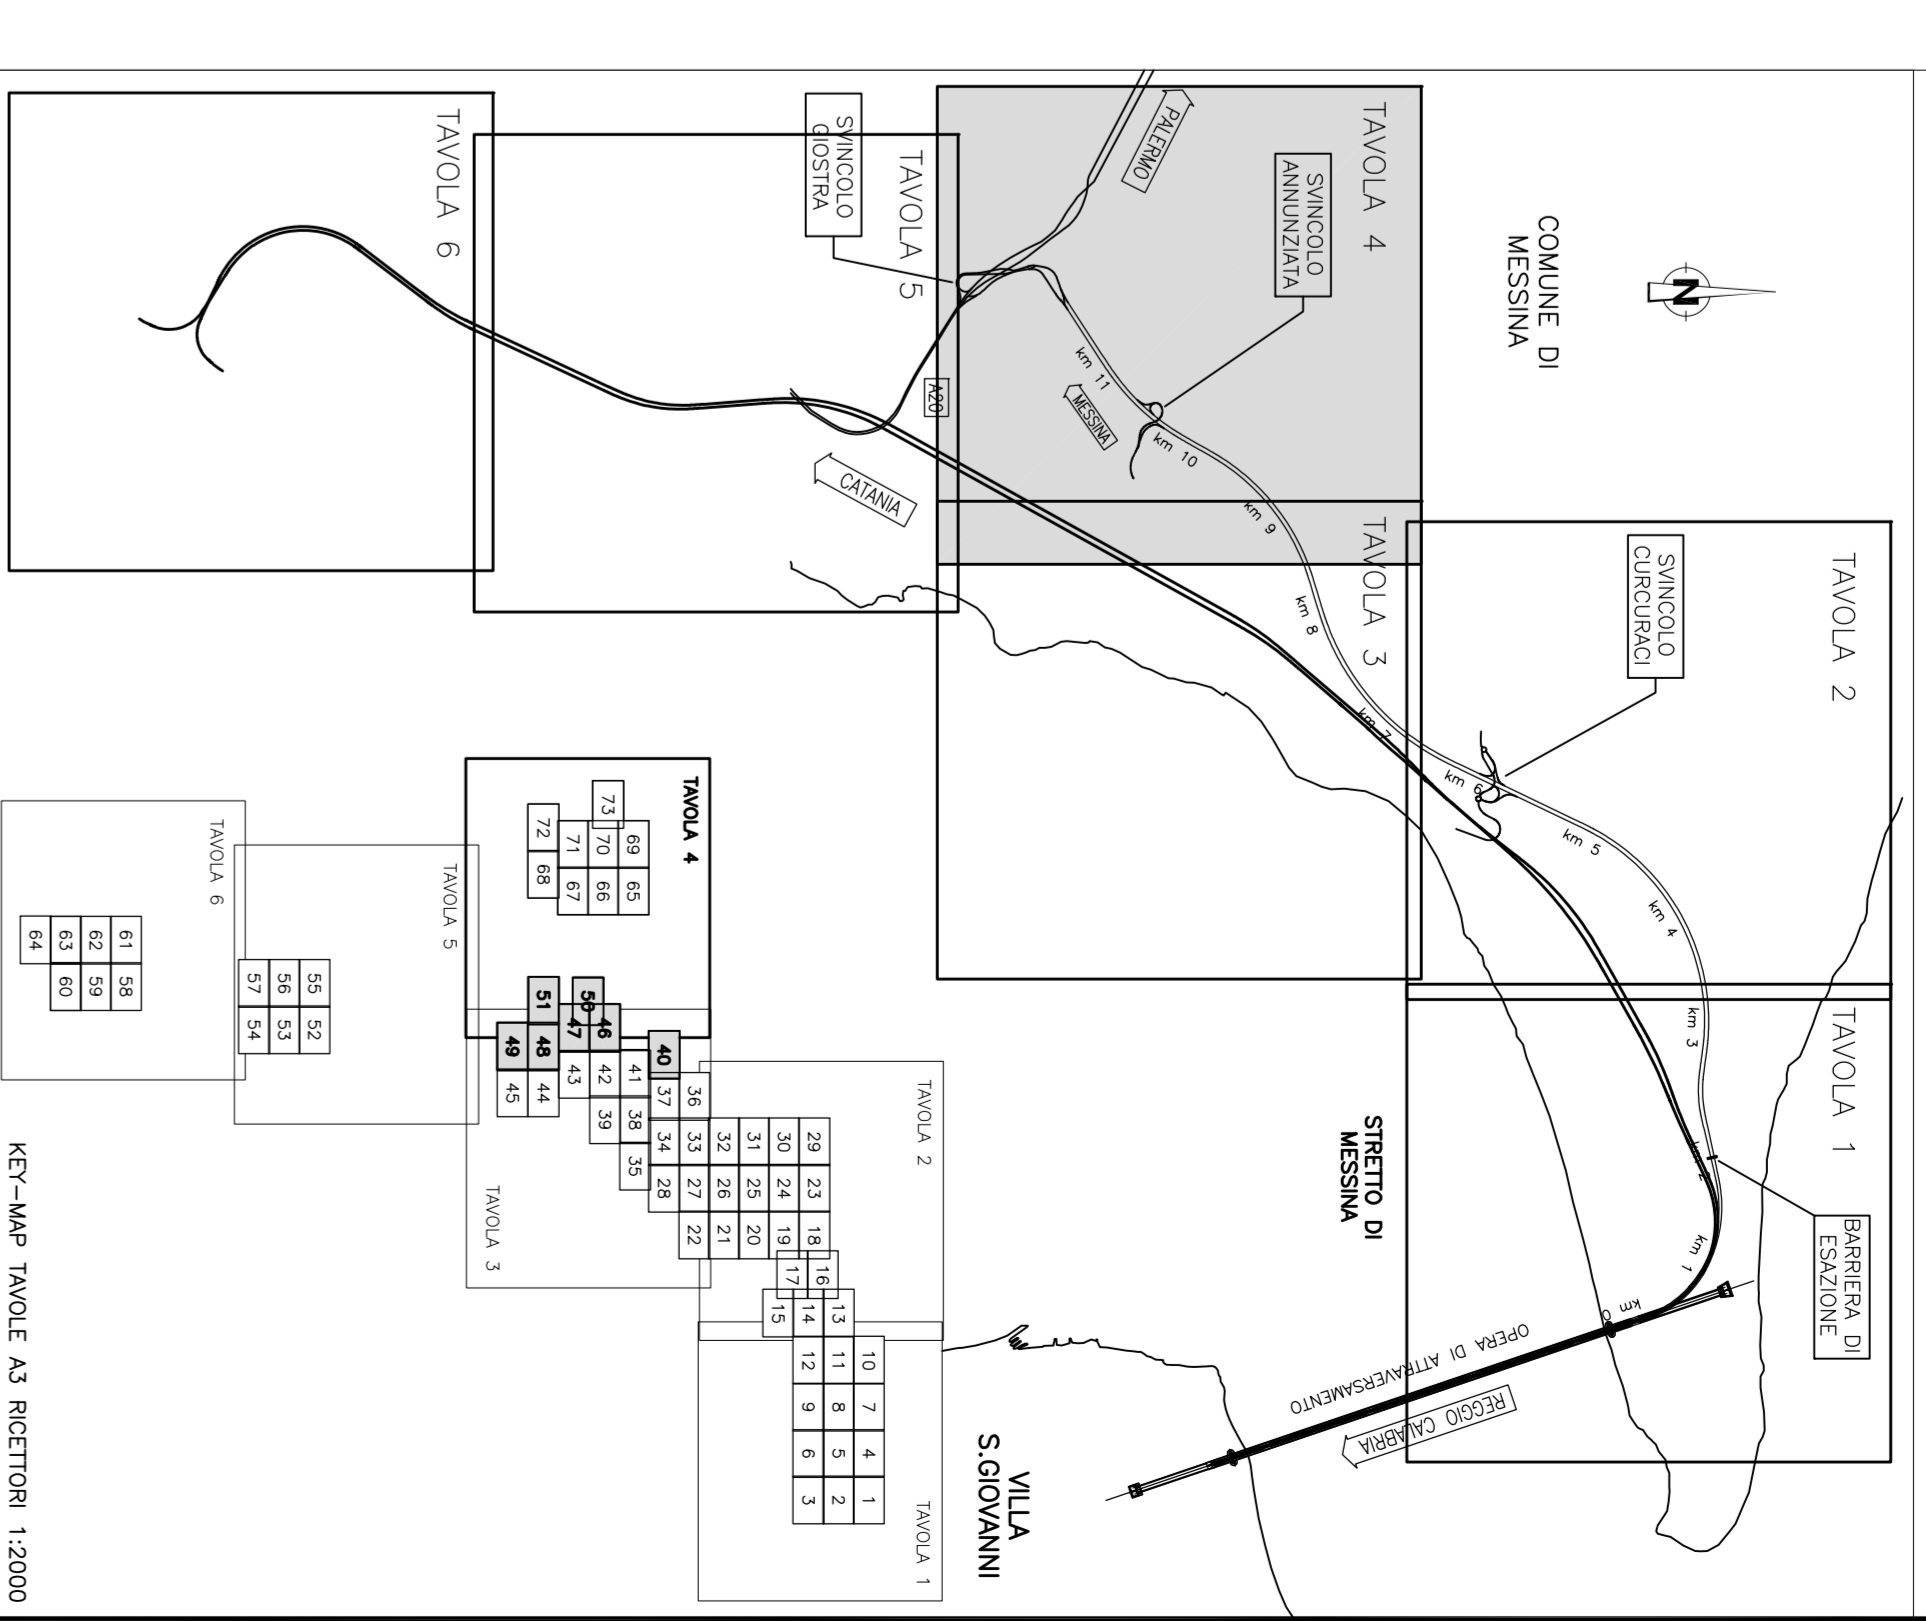 N
COMUNE DI
MESSINA
TAVOLA 1
TAVOLA 2
TAVOLA 3
TAVOLA 4
TAVOLA 5
TAVOLA 6
BARRIERA DI
ESAZIONE
SVINCOLO
CURCURACI
SVINCOLO
ANNUNZIATA
SVINCOLO
GIOSTRA
PALERMO
MESSINA
CATANIA
A20
REGGIO CALABRIA
OPERA DI ATTRAVERSAMENTO
STRETTO DI
MESSINA
VILLA
S.GIOVANNI
km 0
km 1
km 2
km 3
km 4
km 5
km 6
km 7
km 8
km 9
km 10
km 11
TAVOLA 1
1
2
3
4
5
6
7
8
9
10
11
12
13
14
15
16
17
TAVOLA 2
18
19
20
21
22
23
24
25
26
27
28
29
30
31
32
33
34
35
36
37
38
39
40
41
42
43
44
45
46
47
48
49
50
51
TAVOLA 3
TAVOLA 4
65
66
67
68
69
70
71
72
73
TAVOLA 5
52
53
54
55
56
57
TAVOLA 6
58
59
60
61
62
63
64
KEY-MAP TAVOLE A3 RICETTORI 1:2000